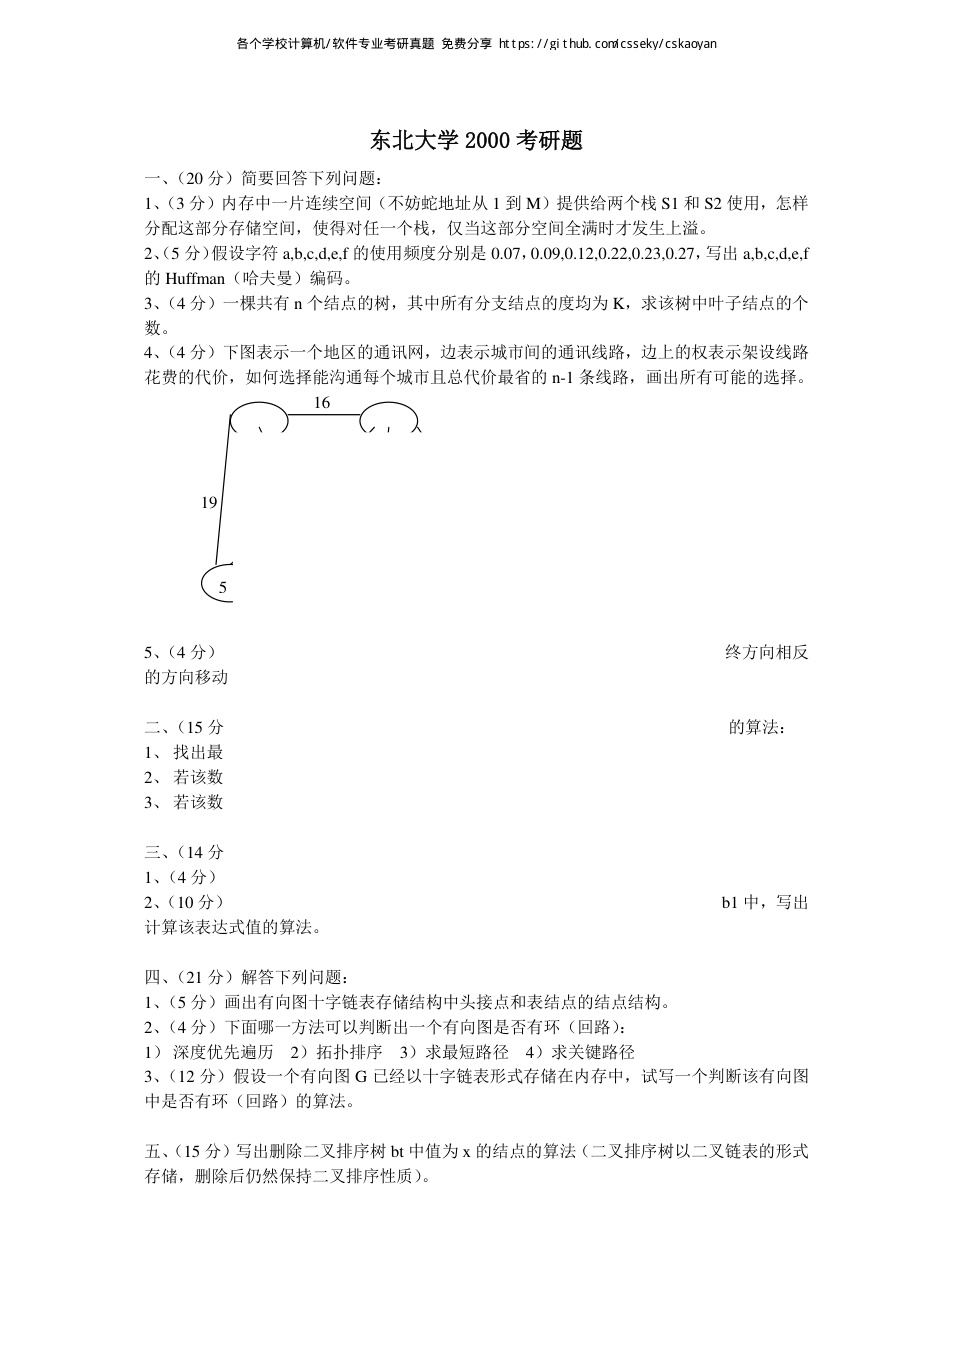 各个学校计算机/软件专业考研真题 免费分享 https://github.com/csseky/cskaoyan
东北大学 2000 考研题
一、（20 分）简要回答下列问题：
1、（3 分）内存中一片连续空间（不妨蛇地址从 1 到 M）提供给两个栈 S1 和 S2 使用，怎样
分配这部分存储空间，使得对任一个栈，仅当这部分空间全满时才发生上溢。
2、（5 分）假设字符 a,b,c,d,e,f 的使用频度分别是 0.07，0.09,0.12,0.22,0.23,0.27，写出 a,b,c,d,e,f
的 Huffman（哈夫曼）编码。
3、（4 分）一棵共有 n 个结点的树，其中所有分支结点的度均为 K，求该树中叶子结点的个
数。
4、（4 分）下图表示一个地区的通讯网，边表示城市间的通讯线路，边上的权表示架设线路
花费的代价，如何选择能沟通每个城市且总代价最省的 n-1 条线路，画出所有可能的选择。
16
19
5
5、（4 分） 终方向相反
的方向移动
二、（15 分 的算法：
1、 找出最
2、 若该数
3、 若该数
三、（14 分
1、（4 分）
2、（10 分） b1 中，写出
计算该表达式值的算法。
四、（21 分）解答下列问题：
1、（5 分）画出有向图十字链表存储结构中头接点和表结点的结点结构。
2、（4 分）下面哪一方法可以判断出一个有向图是否有环（回路）：
1） 深度优先遍历 2）拓扑排序 3）求最短路径 4）求关键路径
3、（12 分）假设一个有向图 G 已经以十字链表形式存储在内存中，试写一个判断该有向图
中是否有环（回路）的算法。
五、（15 分）写出删除二叉排序树 bt 中值为 x 的结点的算法（二叉排序树以二叉链表的形式
存储，删除后仍然保持二叉排序性质）。